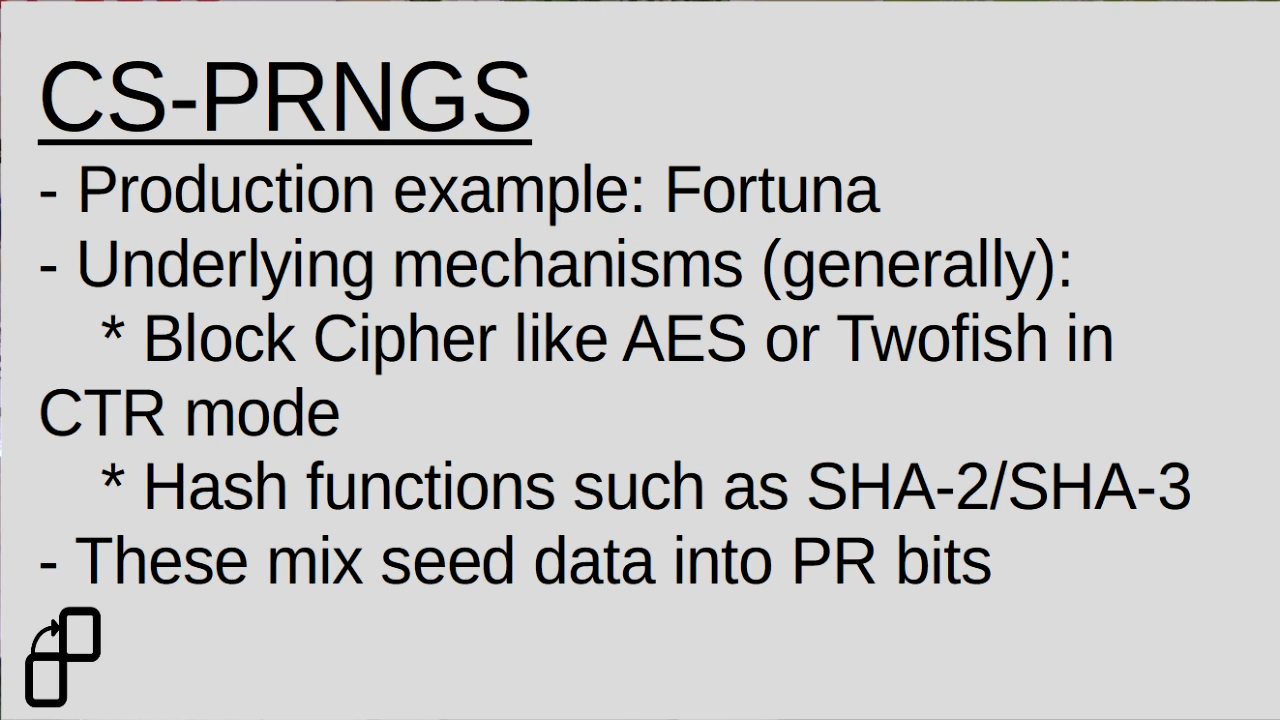 CS-PRNGS
- Production example: Fortuna
- Underlying mechanisms (generally):
* Block Cipher like AES or Twofish in
CTR mode
* Hash functions such as SHA-2/SHA-3
- These mix seed data into PR bits